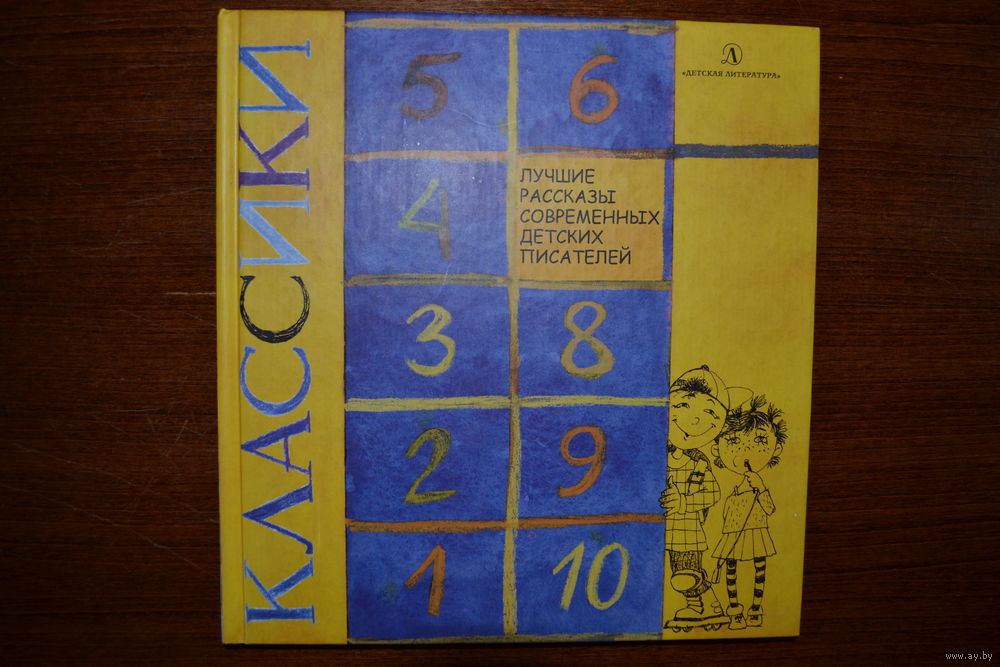 КЛАССИКИ
5 6
4
ЛУЧШИЕ
РАССКАЗЫ
СОВРЕМЕННЫХ
ДЕТСКИХ
ПИСАТЕЛЕЙ
3 8
2 9
1 10
Д
«ДЕТСКАЯ ЛИТЕРАТУРА»
www.ay.by